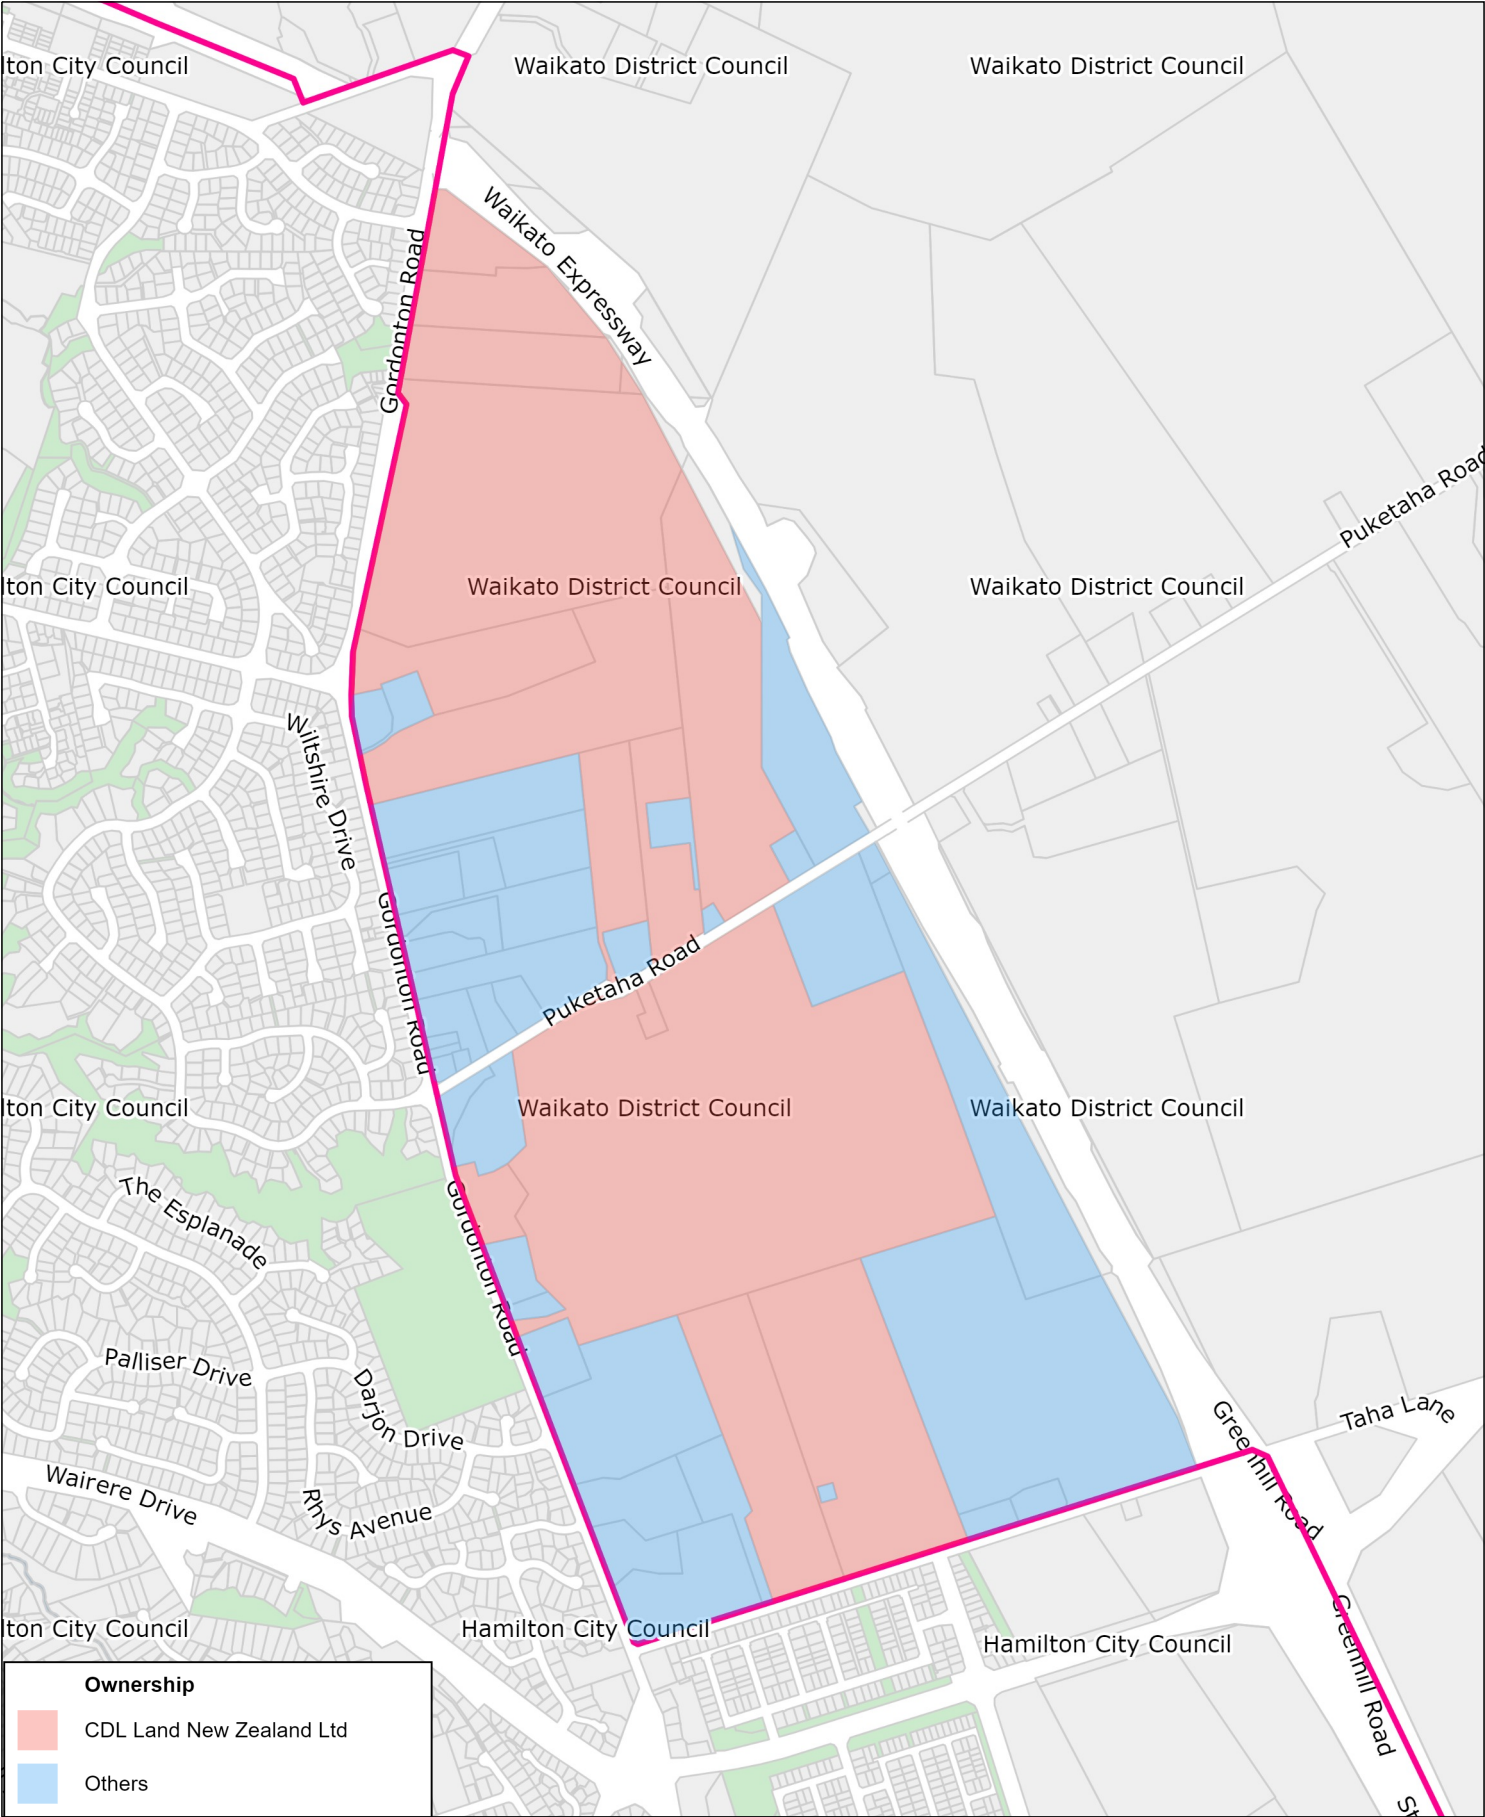 lton City Council
Waikato District Council
Waikato District Council
Waikato Expressway
Gordonton Road
Puketaha Road
lton City Council
Waikato District Council
Waikato District Council
Wiltshire Drive
Gordonton Road
Puketaha Road
lton City Council
Waikato District Council
Waikato District Council
The Esplanade
Gordonton Road
Palliser Drive
Darjon Drive
Greenhill Road
Taha Lane
Wairere Drive
Rhys Avenue
lton City Council
Hamilton City Council
Hamilton City Council
Greenhill Road
St
Ownership
CDL Land New Zealand Ltd
Others